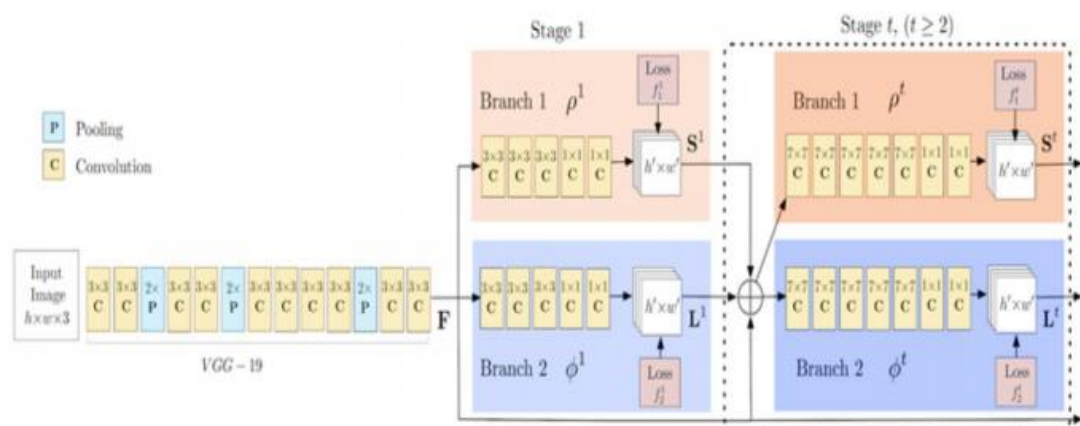 Stage 1
Stage t, (t ≥ 2)
P Pooling
C Convolution
Input
Image
h×w×3
3×3 C 3×3 C 2× P 3×3 C 3×3 C 2× P 3×3 C 3×3 C 3×3 C 3×3 C 2× P 3×3 C 3×3 C
F
VGG – 19
Branch 1 ρ¹
Loss
f₁¹
3×3 C 3×3 C 3×3 C 1×1 C 1×1 C
h′×w′
S¹
3×3 C 3×3 C 3×3 C 1×1 C 1×1 C
h′×w′
L¹
Branch 2 ϕ¹
Loss
f₂¹
Branch 1 ρᵗ
Loss
f₁ᵗ
7×7 C 7×7 C 7×7 C 7×7 C 7×7 C 1×1 C 1×1 C
h′×w′
Sᵗ
7×7 C 7×7 C 7×7 C 7×7 C 7×7 C 1×1 C 1×1 C
h′×w′
Lᵗ
Branch 2 ϕᵗ
Loss
f₂ᵗ